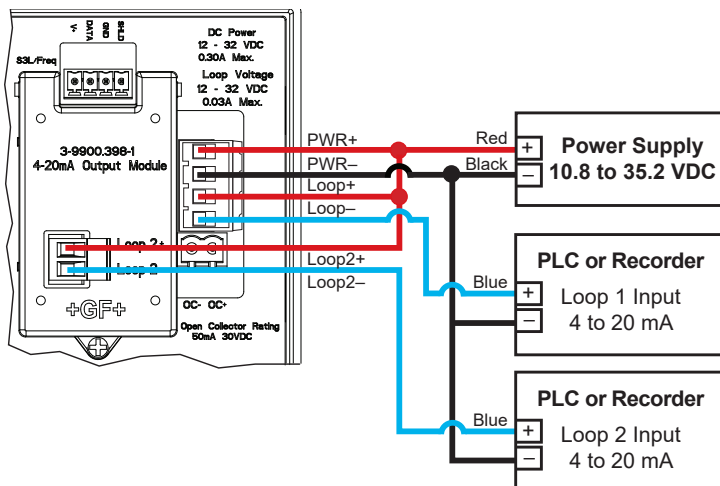 S3L/Freq
V+
DATA
GND
SHLD
DC Power
12 - 32 VDC
0.30A Max.
Loop Voltage
12 - 32 VDC
0.03A Max.
3-9900.398-1
4-20mA Output Module
Loop 2+
Loop 2-
+GF+
OC- OC+
Open Collector Rating
50mA 30VDC
PWR+
PWR–
Loop+
Loop–
Loop2+
Loop2–
Red
Black
+
–
Power Supply
10.8 to 35.2 VDC
PLC or Recorder
Blue
+
–
Loop 1 Input
4 to 20 mA
PLC or Recorder
Blue
+
–
Loop 2 Input
4 to 20 mA